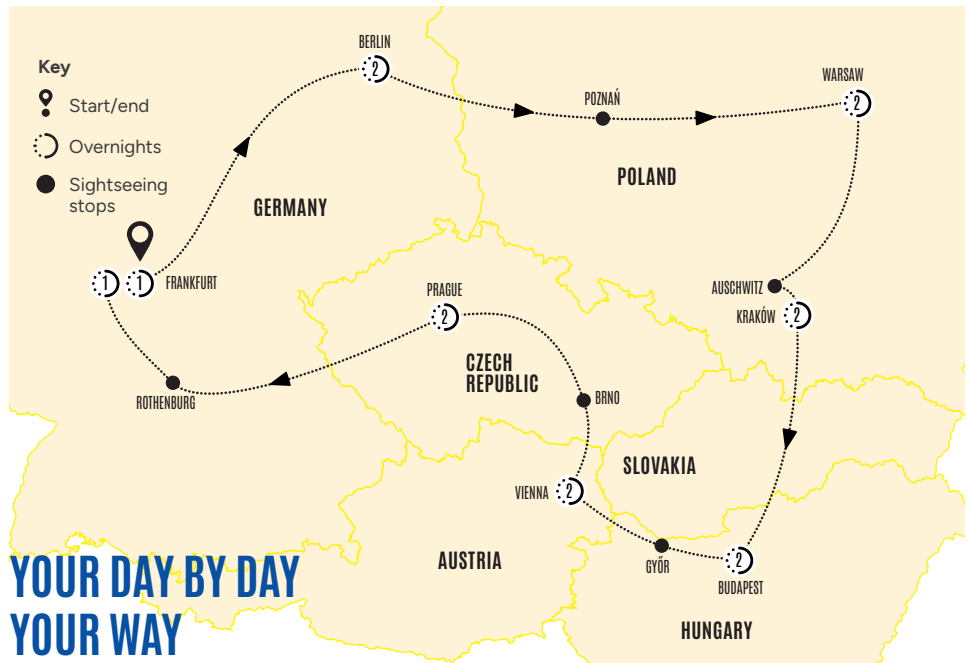 Key
Start/end
Overnights
Sightseeing
stops
BERLIN
2
POZNAŃ
WARSAW
2
POLAND
GERMANY
1
1
FRANKFURT
AUSCHWITZ
KRAKÓW
2
PRAGUE
2
CZECH
REPUBLIC
ROTHENBURG
BRNO
SLOVAKIA
VIENNA
2
AUSTRIA
GYŐR
2
BUDAPEST
HUNGARY
YOUR DAY BY DAY
YOUR WAY